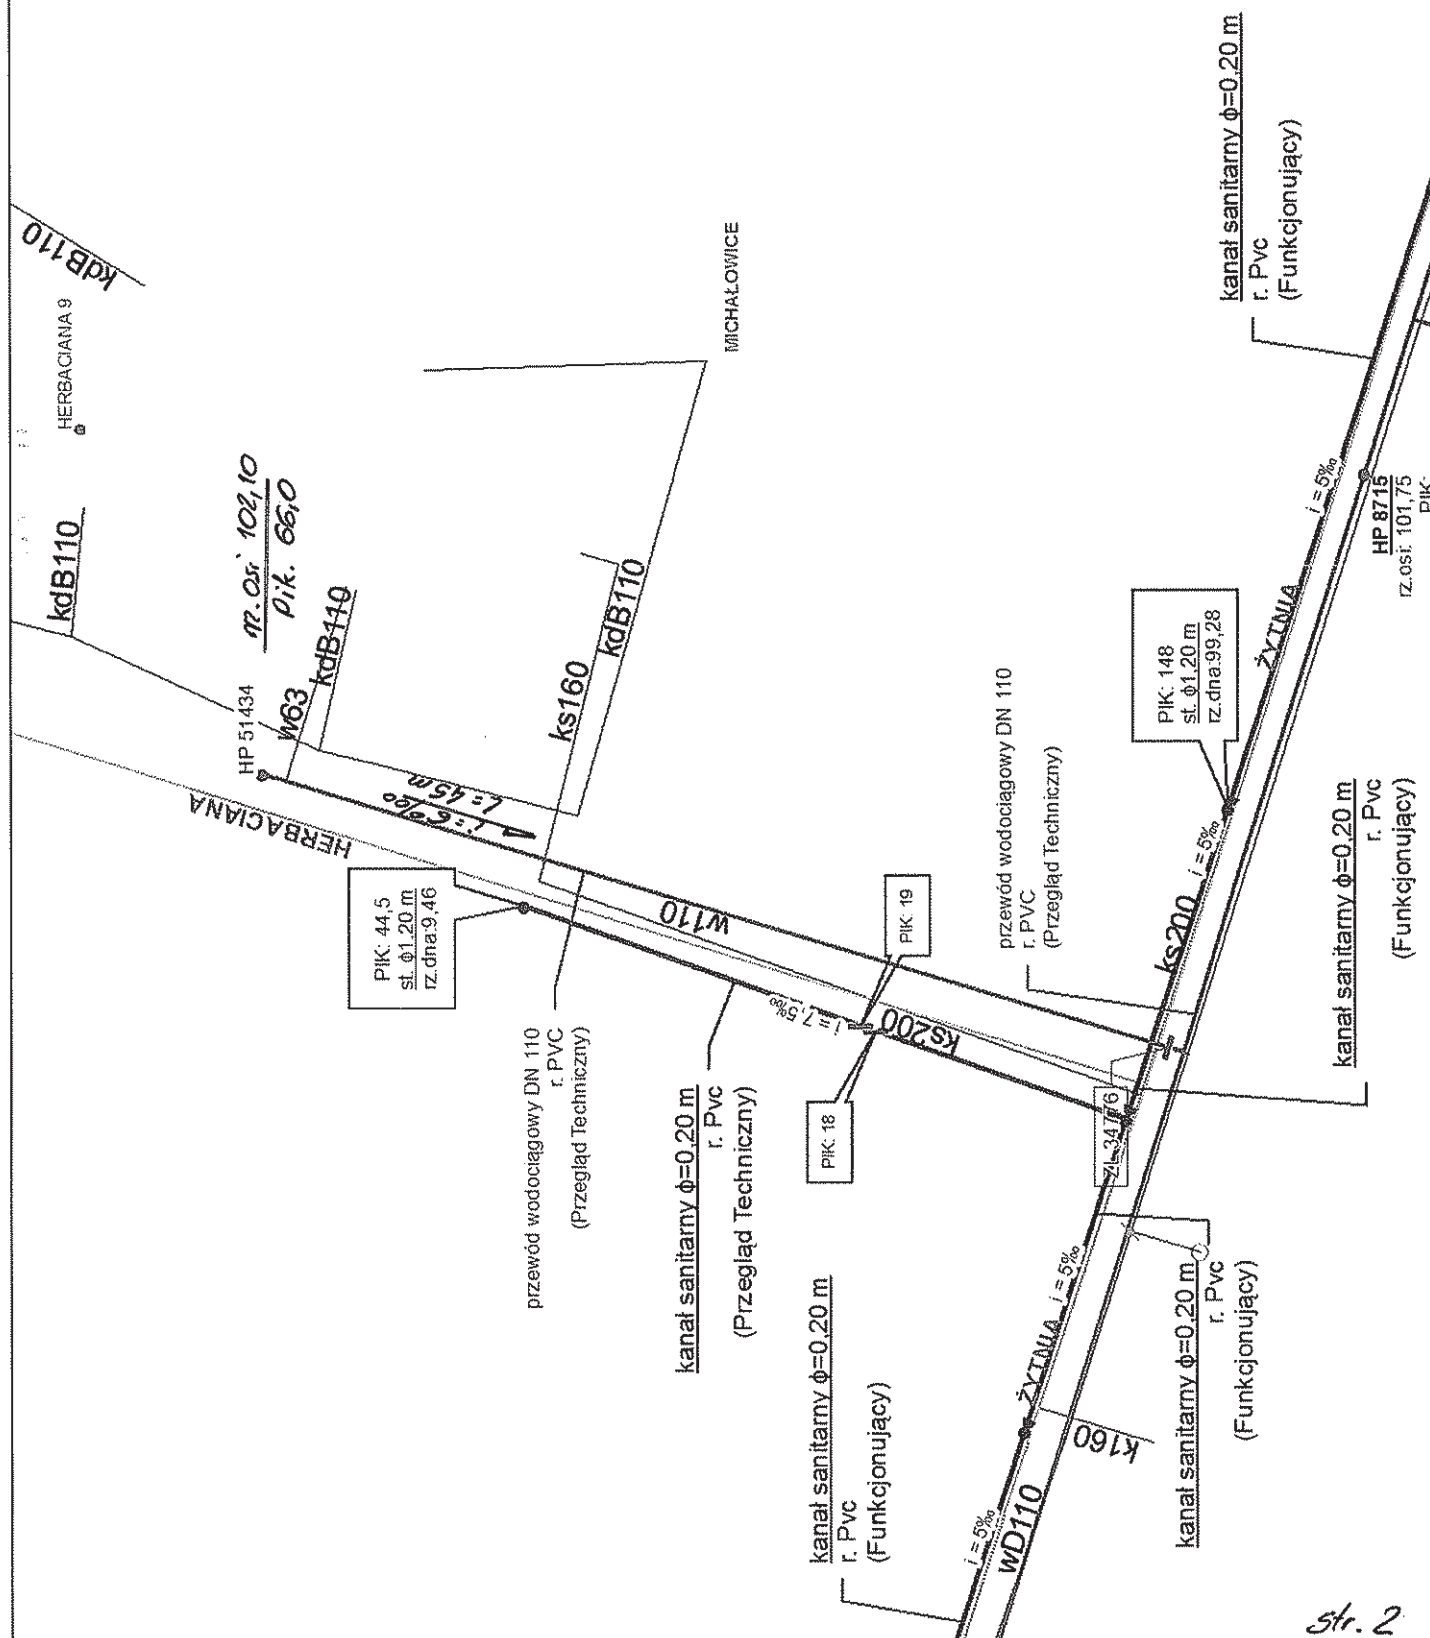 kdB110
HERBACIANA 9
kdB110
rz. osi 102,10
Pik. 66,0
HP 51434
w63
kdB110
HERBACIANA
L=45m
MICHAŁOWICE
ks160
kdB110
PIK: 44,5
st. ϕ1.20 m
rz.dna:9,46
w110
przewód wodociągowy DN 110
r. PVC
(Przegląd Techniczny)
kanał sanitarny ϕ=0,20 m
r. Pvc
(Przegląd Techniczny)
i = 7,5‰
ks200
PIK: 19
PIK: 18
przewód wodociągowy DN 110
r. PVC
(Przegląd Techniczny)
PIK: 148
st. ϕ1.20 m
rz.dna:99,28
kanał sanitarny ϕ=0,20 m
r. Pvc
(Funkcjonujący)
i = 5‰
ŻYTNIA
HP 8715
rz.osi: 101,75
PIK:
i = 5‰
ks200
kanał sanitarny ϕ=0,20 m
r. Pvc
(Funkcjonujący)
i = 5‰
ŻYTNIA
k160
kanał sanitarny ϕ=0,20 m
r. Pvc
(Funkcjonujący)
kanał sanitarny ϕ=0,20 m
r. Pvc
(Funkcjonujący)
i = 5‰
wD110
str. 2